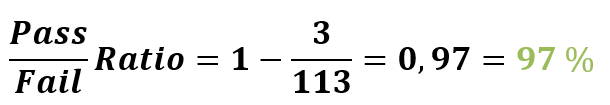 Pass/Fail Ratio = 1 − 3/113 = 0,97 = 97 %